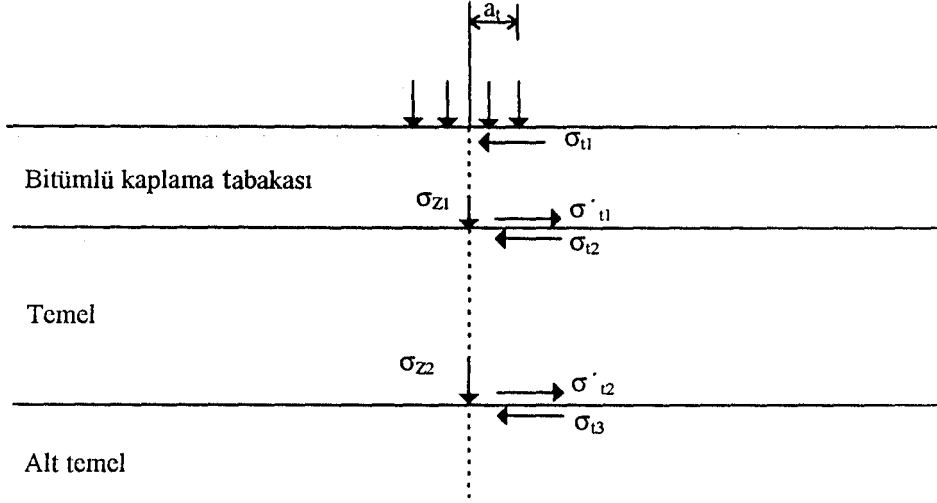 a_t
σ_t1
Bitümlü kaplama tabakası
σ_Z1
σ´_t1
σ_t2
Temel
σ_Z2
σ´_t2
σ_t3
Alt temel